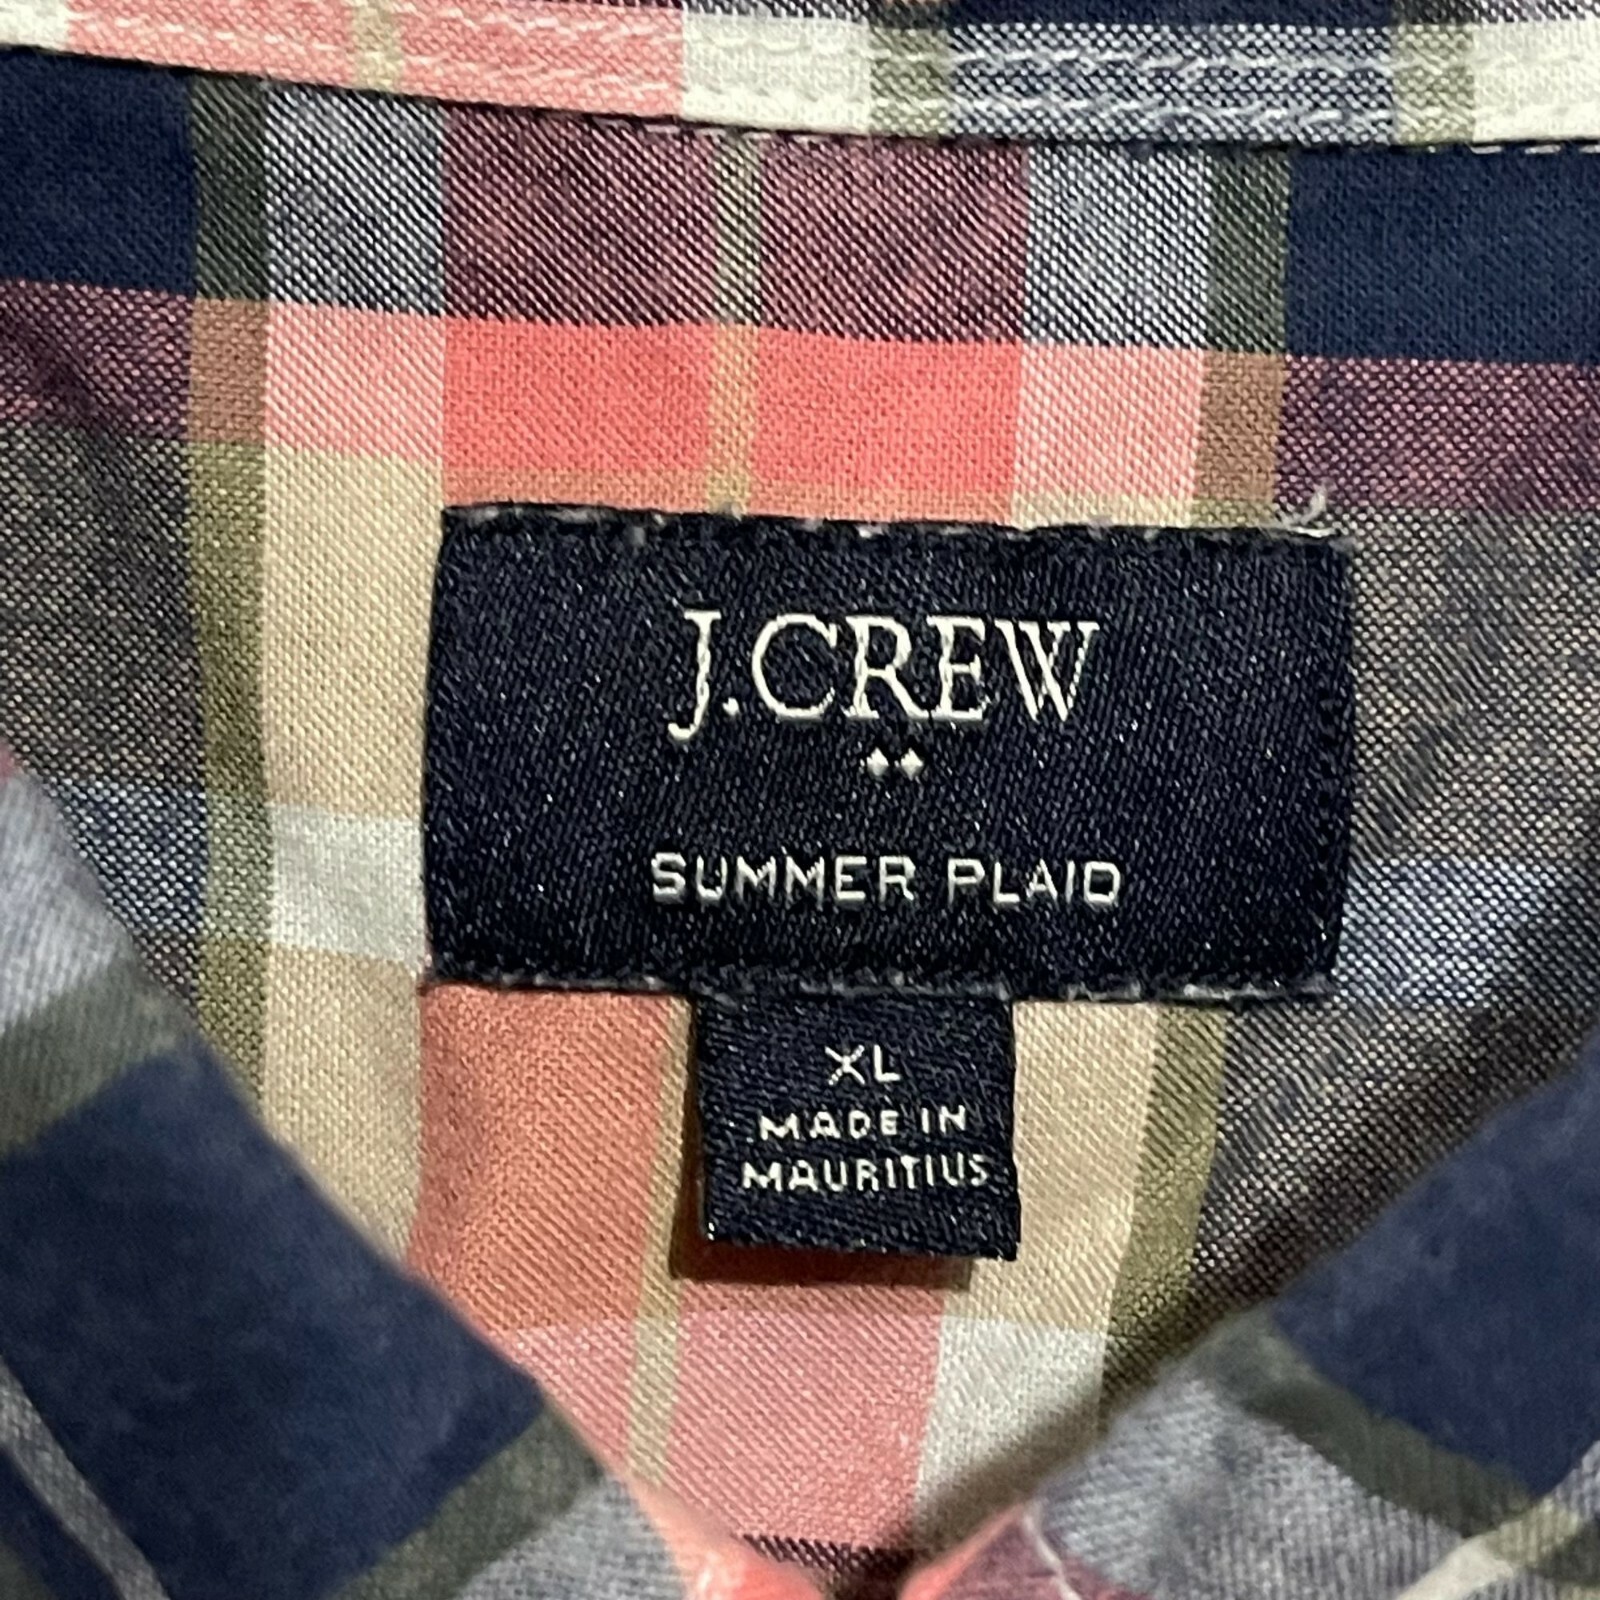 J.CREW
SUMMER PLAID
XL
MADE IN
MAURITIUS